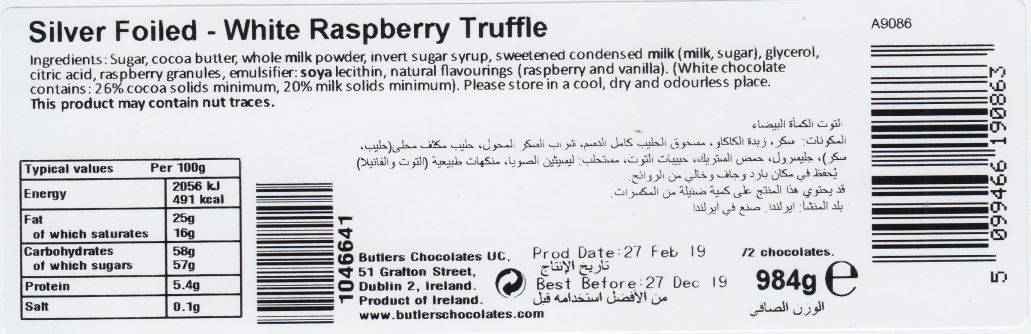 Silver Foiled - White Raspberry Truffle
A9086
Ingredients: Sugar, cocoa butter, whole milk powder, invert sugar syrup, sweetened condensed milk (milk, sugar), glycerol,
citric acid, raspberry granules, emulsifier: soya lecithin, natural flavourings (raspberry and vanilla). (White chocolate
contains: 26% cocoa solids minimum, 20% milk solids minimum). Please store in a cool, dry and odourless place.
This product may contain nut traces.
التوت الكمأة البيضاء
المكونات: سكر، زبدة الكاكاو، مسحوق الحليب كامل الدسم، شراب السكر المحول، حليب مكثف محلى(حليب،
سكر)، جليسرول، حمض الستريك، حبيبات التوت، مستحلب: ليسيثين الصويا، منكهات طبيعية (التوت والفانيلا)
يُحفظ في مكان بارد وجاف وخالي من الروائح.
قد يحتوي هذا المنتج على كمية ضئيلة من المكسرات.
بلد المنشأ: ايرلندا. صنع في ايرلندا
Typical values Per 100g
Energy 2056 kJ
491 kcal
Fat 25g
of which saturates 16g
Carbohydrates 58g
of which sugars 57g
Protein 5.4g
Salt 0.1g
1046641
Butlers Chocolates UC,
51 Grafton Street,
Dublin 2, Ireland.
Product of Ireland.
www.butlerschocolates.com
Prod Date:27 Feb 19
تاريخ الإنتاج
Best Before:27 Dec 19
من الأفضل استخدامه قبل
72 chocolates.
984g e
الوزن الصافي
5 099466 190863